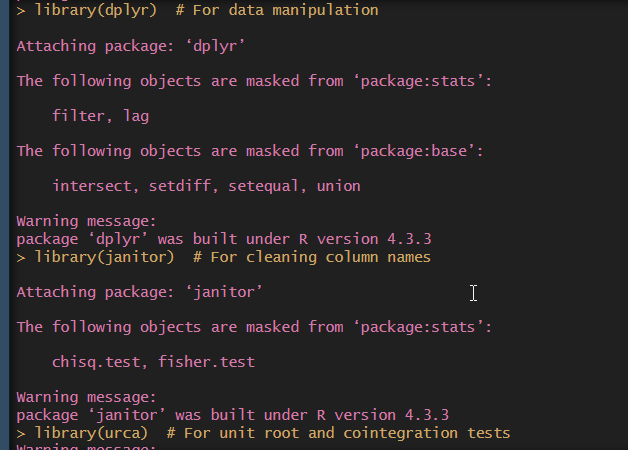 > library(dplyr)  # For data manipulation
Attaching package: ‘dplyr’
The following objects are masked from ‘package:stats’:
    filter, lag
The following objects are masked from ‘package:base’:
    intersect, setdiff, setequal, union
Warning message:
package ‘dplyr’ was built under R version 4.3.3
> library(janitor)  # For cleaning column names
Attaching package: ‘janitor’
The following objects are masked from ‘package:stats’:
    chisq.test, fisher.test
Warning message:
package ‘janitor’ was built under R version 4.3.3
> library(urca)  # For unit root and cointegration tests
Warning message: